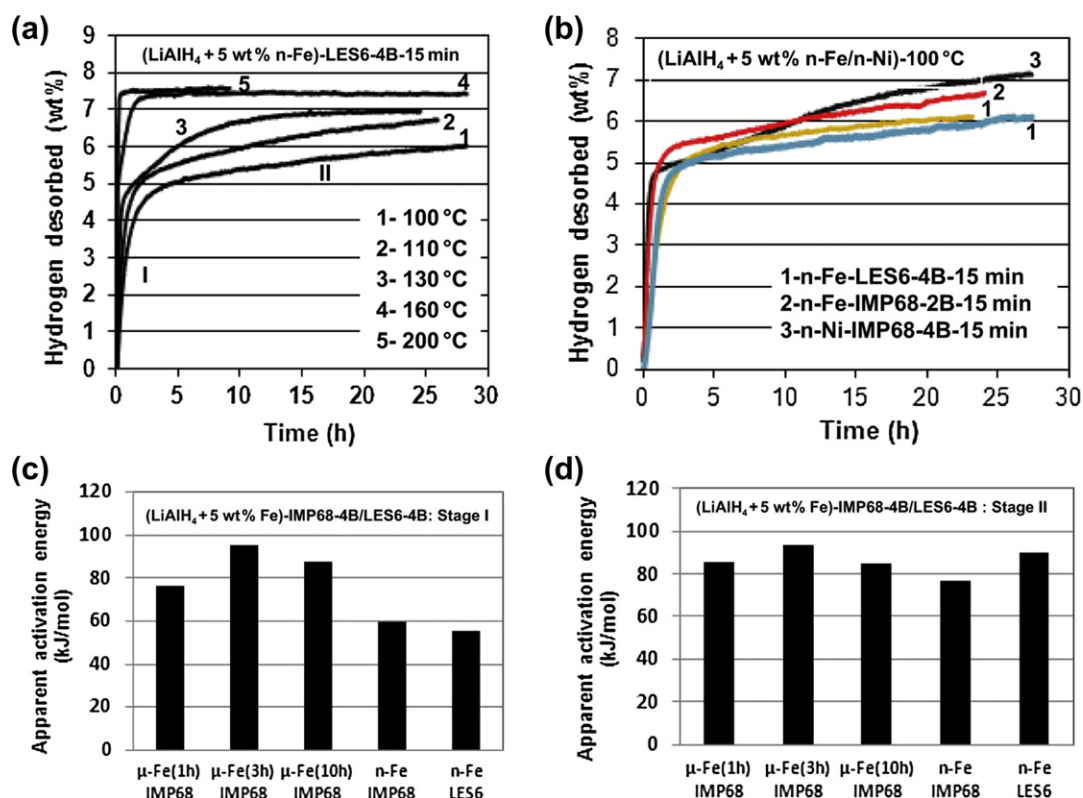 (a)
(LiAlH₄ + 5 wt% n-Fe)-LES6-4B-15 min
Hydrogen desorbed (wt%)
9
8
7
6
5
4
3
2
1
0
5
4
3
2
1
II
I
1- 100 °C
2- 110 °C
3- 130 °C
4- 160 °C
5- 200 °C
0 5 10 15 20 25 30
Time (h)
(b)
(LiAlH₄ + 5 wt% n-Fe/n-Ni)-100 °C
Hydrogen desorbed (wt%)
8
7
6
5
4
3
2
1
0
3
2
1
1
1-n-Fe-LES6-4B-15 min
2-n-Fe-IMP68-2B-15 min
3-n-Ni-IMP68-4B-15 min
0 5 10 15 20 25 30
Time (h)
(c)
(LiAlH₄ + 5 wt% Fe)-IMP68-4B/LES6-4B: Stage I
Apparent activation energy
(kJ/mol)
120
100
80
60
40
20
0
μ-Fe(1h) μ-Fe(3h) μ-Fe(10h) n-Fe n-Fe
IMP68 IMP68 IMP68 IMP68 LES6
(d)
(LiAlH₄ + 5 wt% Fe)-IMP68-4B/LES6-4B : Stage II
Apparent activation energy
(kJ/mol)
120
100
80
60
40
20
0
μ-Fe(1h) μ-Fe(3h) μ-Fe(10h) n-Fe n-Fe
IMP68 IMP68 IMP68 IMP68 LES6